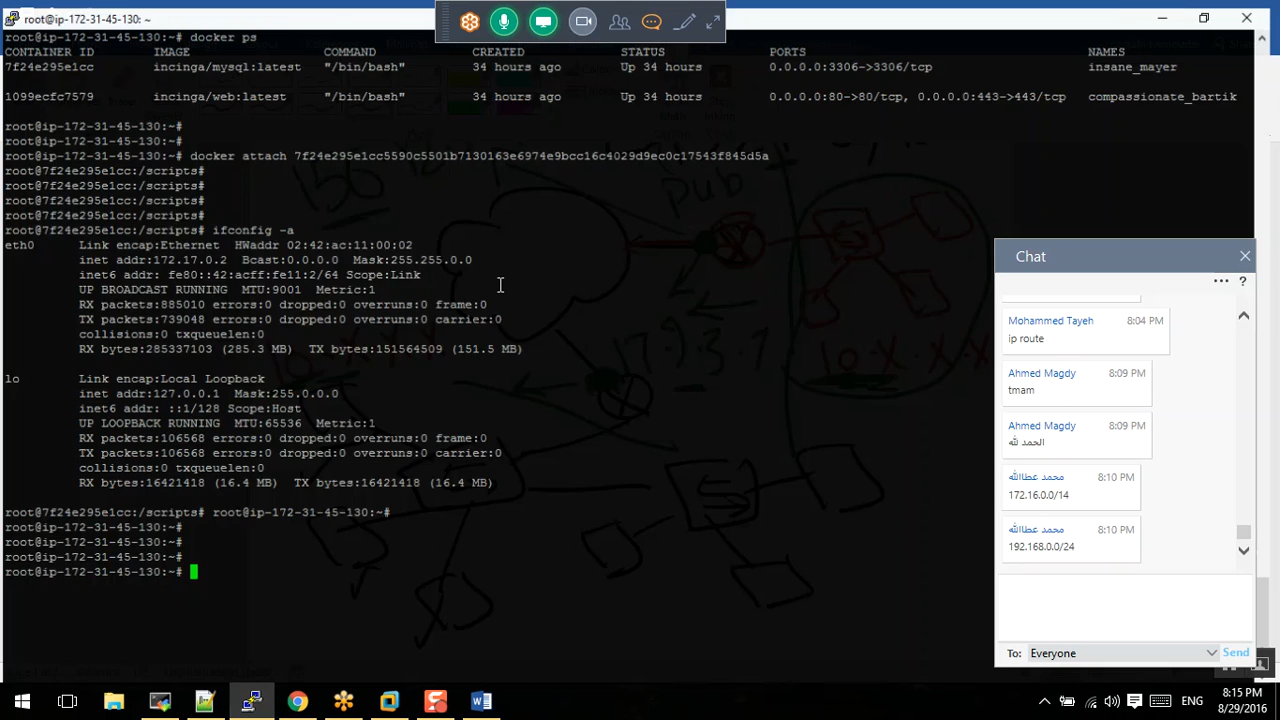 root@ip-172-31-45-130: ~
root@ip-172-31-45-130:~# docker ps
CONTAINER ID IMAGE COMMAND CREATED STATUS PORTS NAMES
7f24e295e1cc incinga/mysql:latest "/bin/bash" 34 hours ago Up 34 hours 0.0.0.0:3306->3306/tcp insane_mayer
1099ecfc7579 incinga/web:latest "/bin/bash" 34 hours ago Up 34 hours 0.0.0.0:80->80/tcp, 0.0.0.0:443->443/tcp compassionate_bartik
root@ip-172-31-45-130:~#
root@ip-172-31-45-130:~#
root@ip-172-31-45-130:~# docker attach 7f24e295e1cc5590c5501b7130163e6974e9bcc16c4029d9ec0c17543f845d5a
root@7f24e295e1cc:/scripts#
root@7f24e295e1cc:/scripts#
root@7f24e295e1cc:/scripts#
root@7f24e295e1cc:/scripts#
root@7f24e295e1cc:/scripts# ifconfig -a
eth0 Link encap:Ethernet HWaddr 02:42:ac:11:00:02
inet addr:172.17.0.2 Bcast:0.0.0.0 Mask:255.255.0.0
inet6 addr: fe80::42:acff:fe11:2/64 Scope:Link
UP BROADCAST RUNNING MTU:9001 Metric:1
RX packets:885010 errors:0 dropped:0 overruns:0 frame:0
TX packets:739048 errors:0 dropped:0 overruns:0 carrier:0
collisions:0 txqueuelen:0
RX bytes:285337103 (285.3 MB) TX bytes:151564509 (151.5 MB)
lo Link encap:Local Loopback
inet addr:127.0.0.1 Mask:255.0.0.0
inet6 addr: ::1/128 Scope:Host
UP LOOPBACK RUNNING MTU:65536 Metric:1
RX packets:106568 errors:0 dropped:0 overruns:0 frame:0
TX packets:106568 errors:0 dropped:0 overruns:0 carrier:0
collisions:0 txqueuelen:0
RX bytes:16421418 (16.4 MB) TX bytes:16421418 (16.4 MB)
root@7f24e295e1cc:/scripts# root@ip-172-31-45-130:~#
root@ip-172-31-45-130:~#
root@ip-172-31-45-130:~#
root@ip-172-31-45-130:~#
root@ip-172-31-45-130:~#
156
pub
Chat
Mohammed Tayeh 8:04 PM
ip route
Ahmed Magdy 8:09 PM
tmam
Ahmed Magdy 8:09 PM
الحمد لله
محمد عطاالله 8:10 PM
172.16.0.0/14
محمد عطاالله 8:10 PM
192.168.0.0/24
To: Everyone Send
ENG
8:15 PM
8/29/2016